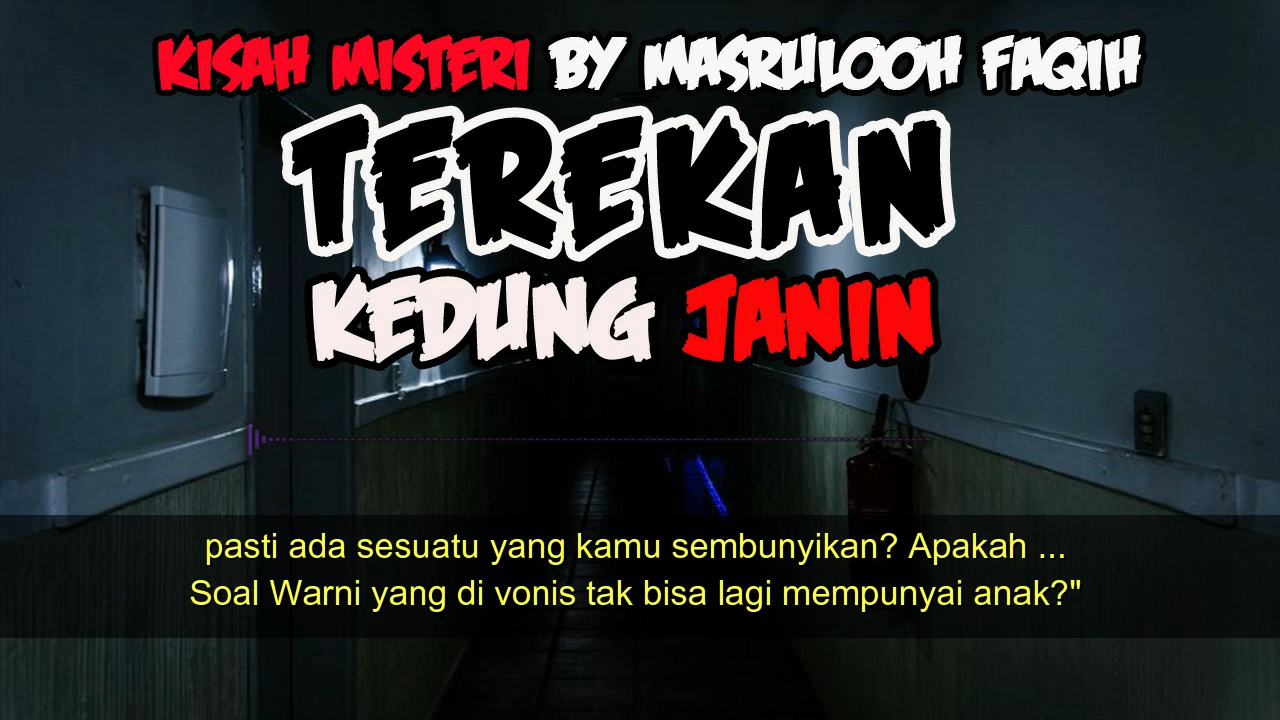 KISAH MISTERI BY MASRULOOH FAQIH
TEREKAN
KEDUNG JANIN
pasti ada sesuatu yang kamu sembunyikan? Apakah ...
Soal Warni yang di vonis tak bisa lagi mempunyai anak?"